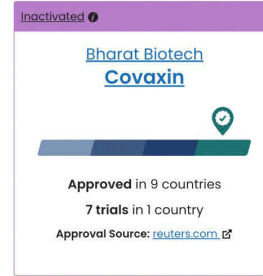 Inactivated
Bharat Biotech
Covaxin
Approved in 9 countries
7 trials in 1 country
Approval Source: reuters.com